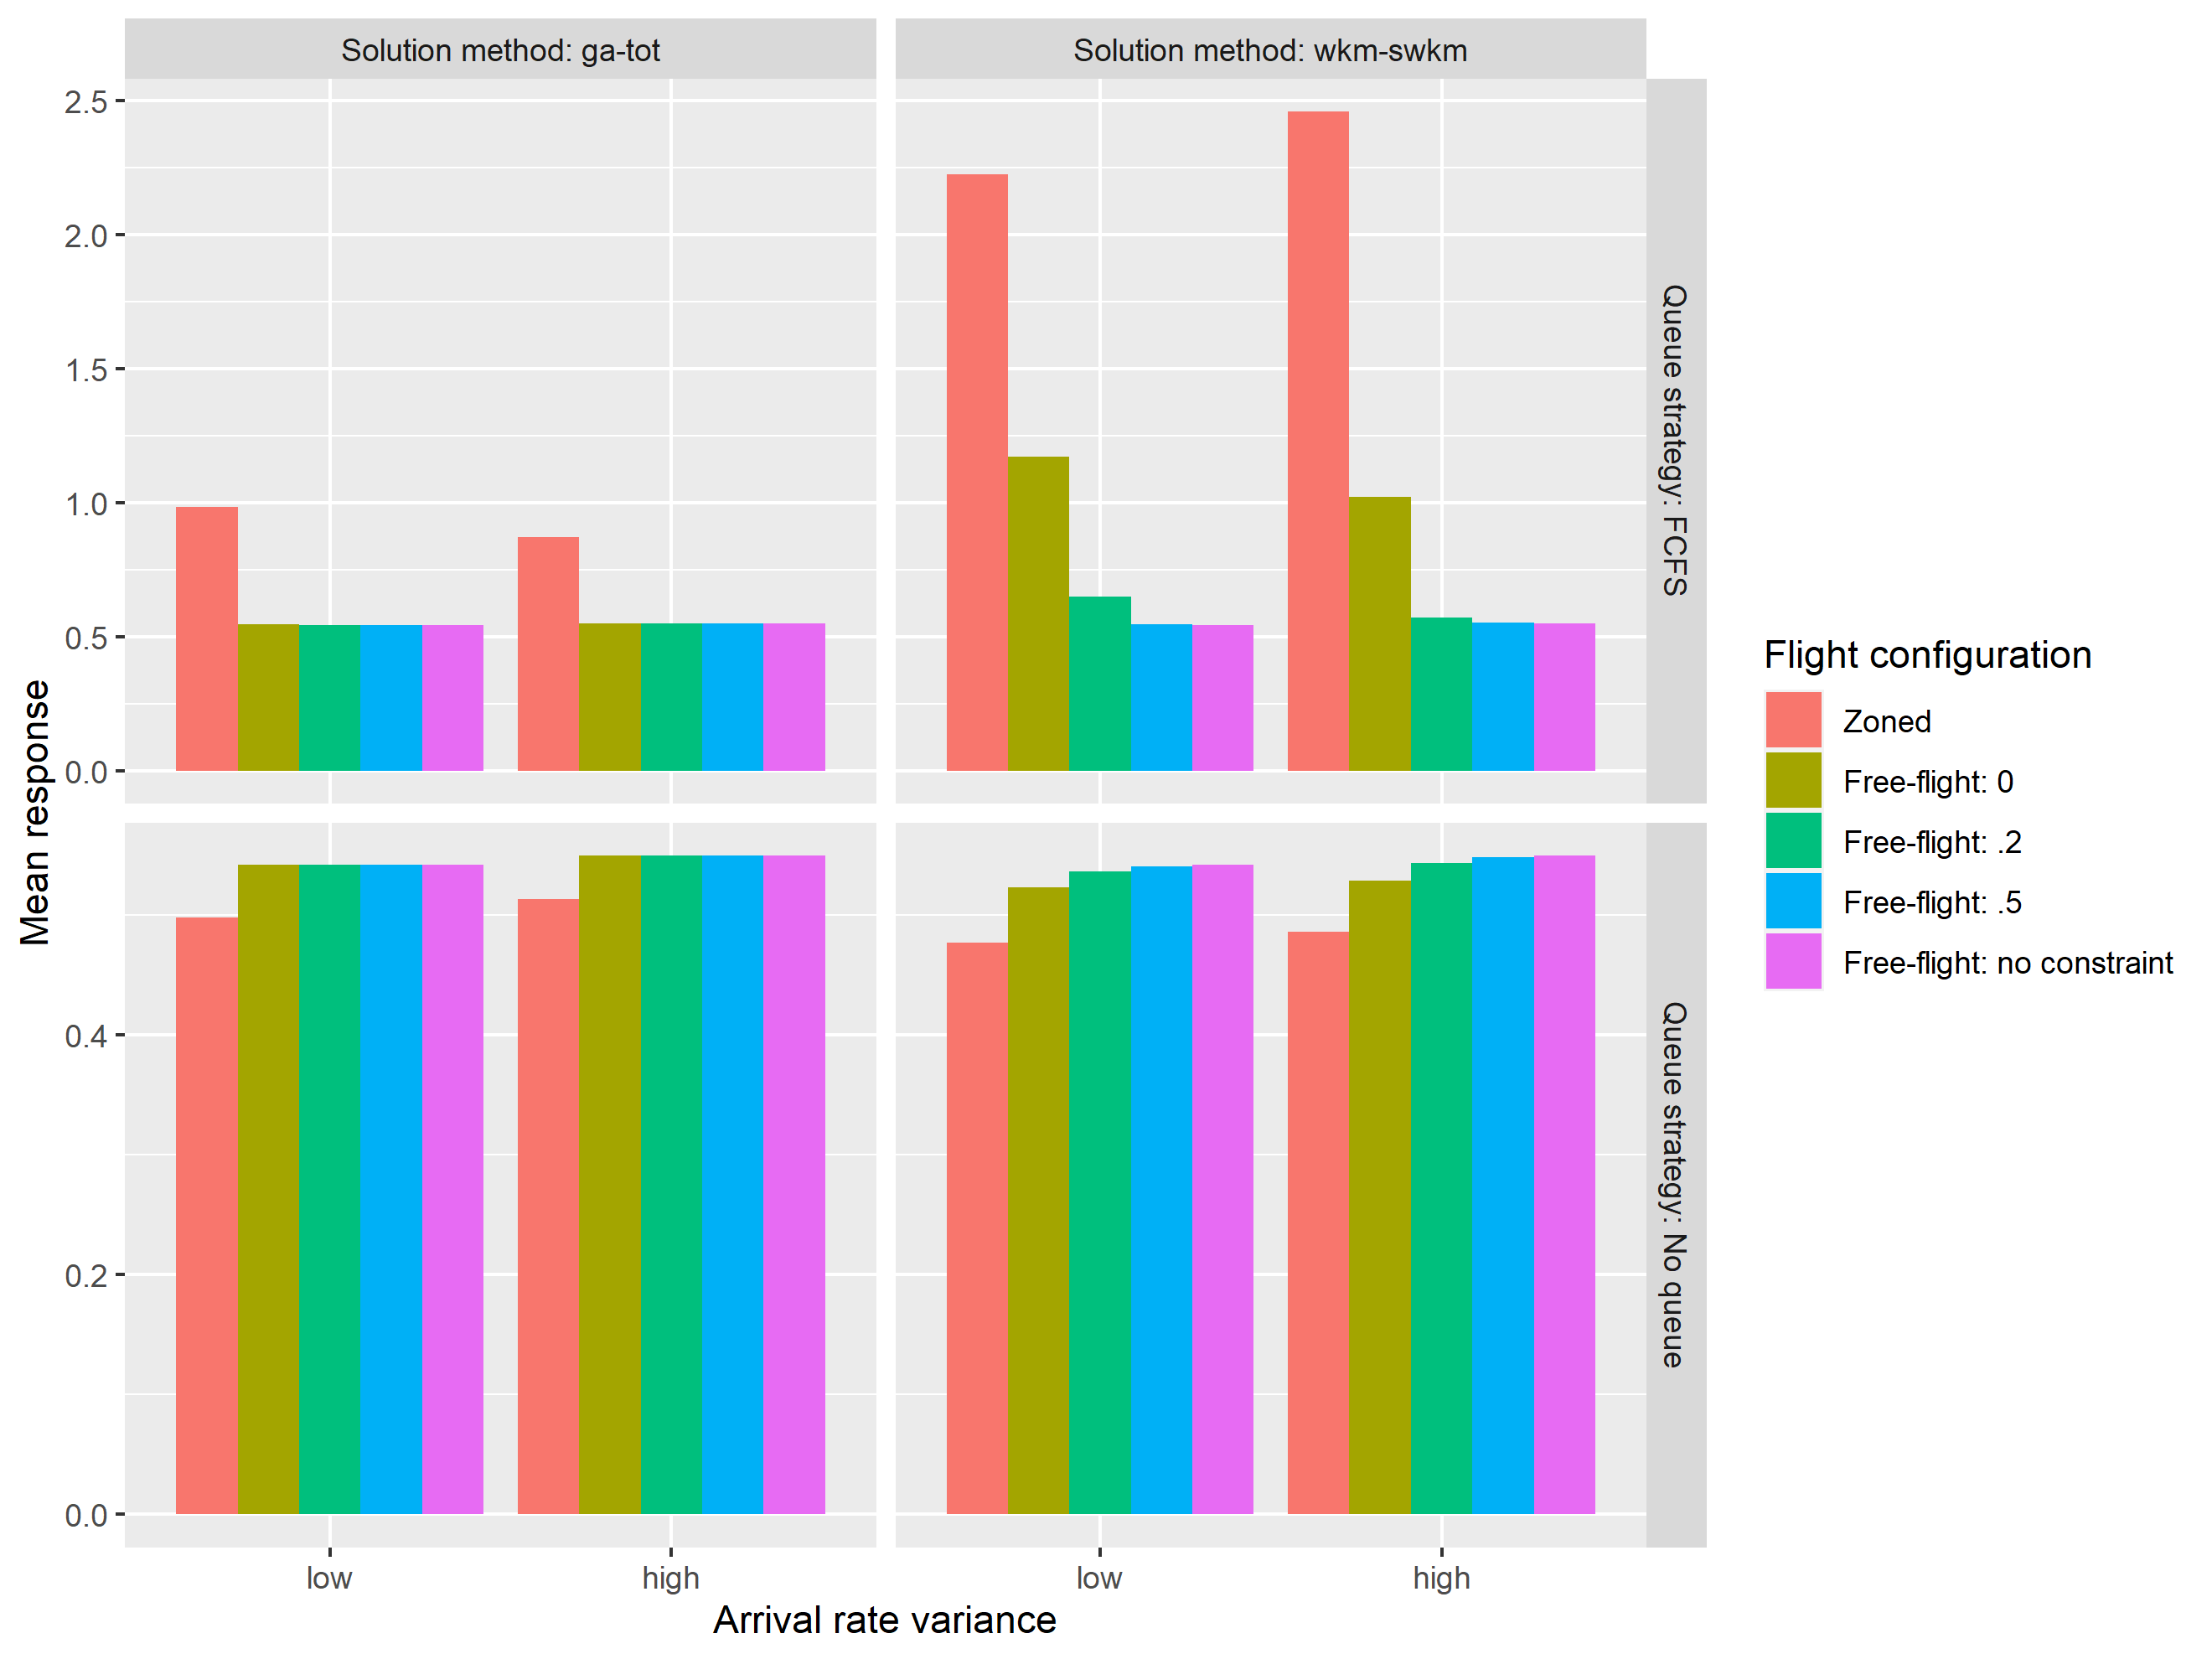 Solution method: ga-tot
Solution method: wkm-swkm
2.5
2.0
1.5
1.0
0.5
0.0
Queue strategy: FCFS
Mean response
0.4
0.2
0.0
Queue strategy: No queue
low
high
low
high
Arrival rate variance
Flight configuration
Zoned
Free-flight: 0
Free-flight: .2
Free-flight: .5
Free-flight: no constraint